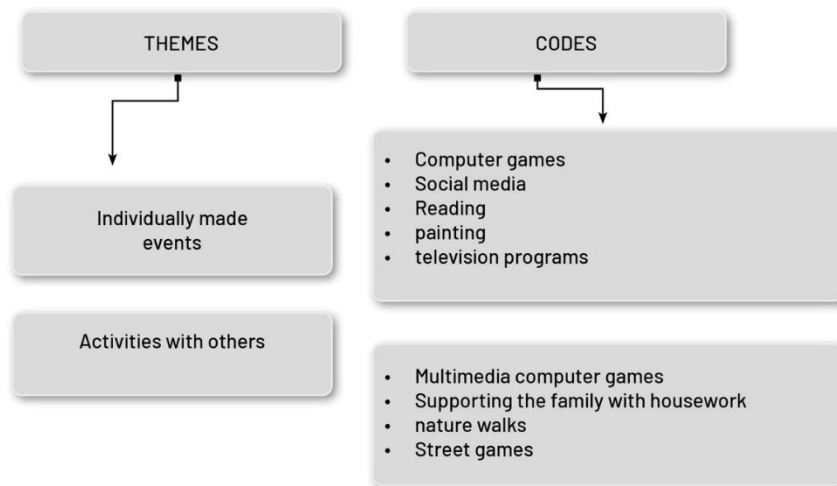 THEMES
CODES
Individually made
events
Activities with others
• Computer games
• Social media
• Reading
• painting
• television programs
• Multimedia computer games
• Supporting the family with housework
• nature walks
• Street games